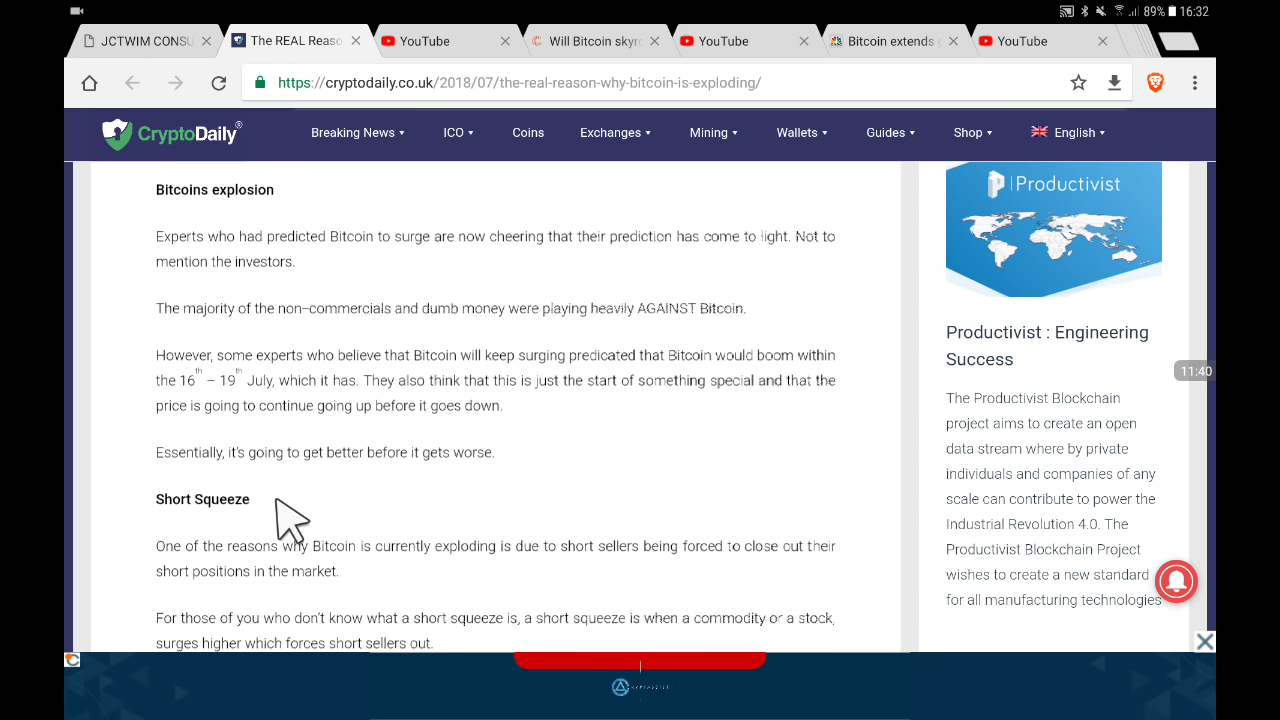 89% 16:32
JCTWIM CONSU
The REAL Reaso
YouTube
Will Bitcoin skyro
YouTube
Bitcoin extends g
YouTube
https://cryptodaily.co.uk/2018/07/the-real-reason-why-bitcoin-is-exploding/
CryptoDaily®
Breaking News
ICO
Coins
Exchanges
Mining
Wallets
Guides
Shop
English
Bitcoins explosion
Experts who had predicted Bitcoin to surge are now cheering that their prediction has come to light. Not to
mention the investors.
The majority of the non-commercials and dumb money were playing heavily AGAINST Bitcoin.
However, some experts who believe that Bitcoin will keep surging predicated that Bitcoin would boom within
the 16th – 19th July, which it has. They also think that this is just the start of something special and that the
price is going to continue going up before it goes down.
Essentially, it's going to get better before it gets worse.
Short Squeeze
One of the reasons why Bitcoin is currently exploding is due to short sellers being forced to close out their
short positions in the market.
For those of you who don't know what a short squeeze is, a short squeeze is when a commodity or a stock,
surges higher which forces short sellers out.
|Productivist
Productivist : Engineering
Success
11:40
The Productivist Blockchain
project aims to create an open
data stream where by private
individuals and companies of any
scale can contribute to power the
Industrial Revolution 4.0. The
Productivist Blockchain Project
wishes to create a new standard
for all manufacturing technologies